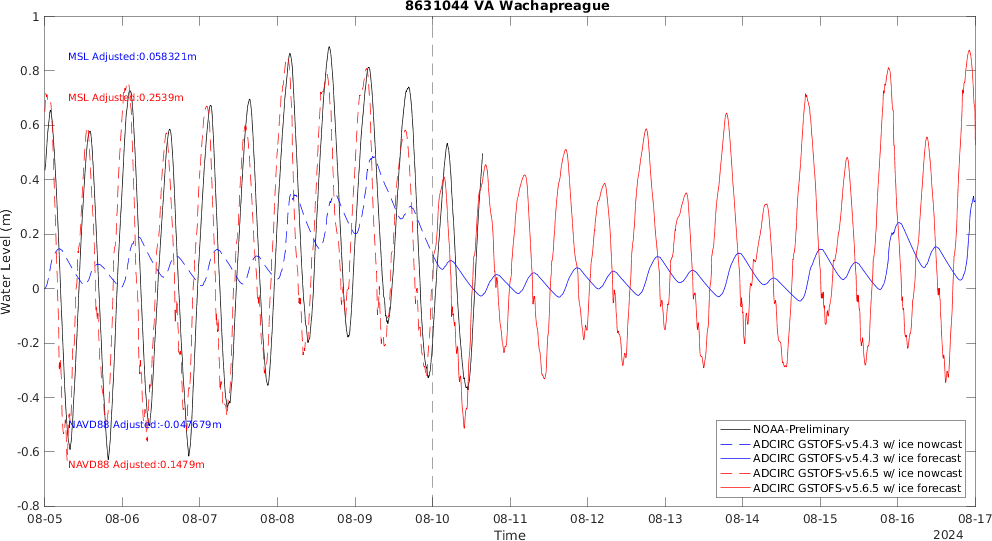 8631044 VA Wachapreague
1
0.8
0.6
0.4
0.2
0
-0.2
-0.4
-0.6
-0.8
Water Level (m)
MSL Adjusted:0.058321m
MSL Adjusted:0.2539m
NAVD88 Adjusted:-0.047679m
NAVD88 Adjusted:0.1479m
NOAA-Preliminary
ADCIRC GSTOFS-v5.4.3 w/ ice nowcast
ADCIRC GSTOFS-v5.4.3 w/ ice forecast
ADCIRC GSTOFS-v5.6.5 w/ ice nowcast
ADCIRC GSTOFS-v5.6.5 w/ ice forecast
08-05 08-06 08-07 08-08 08-09 08-10 08-11 08-12 08-13 08-14 08-15 08-16 08-17
Time
2024